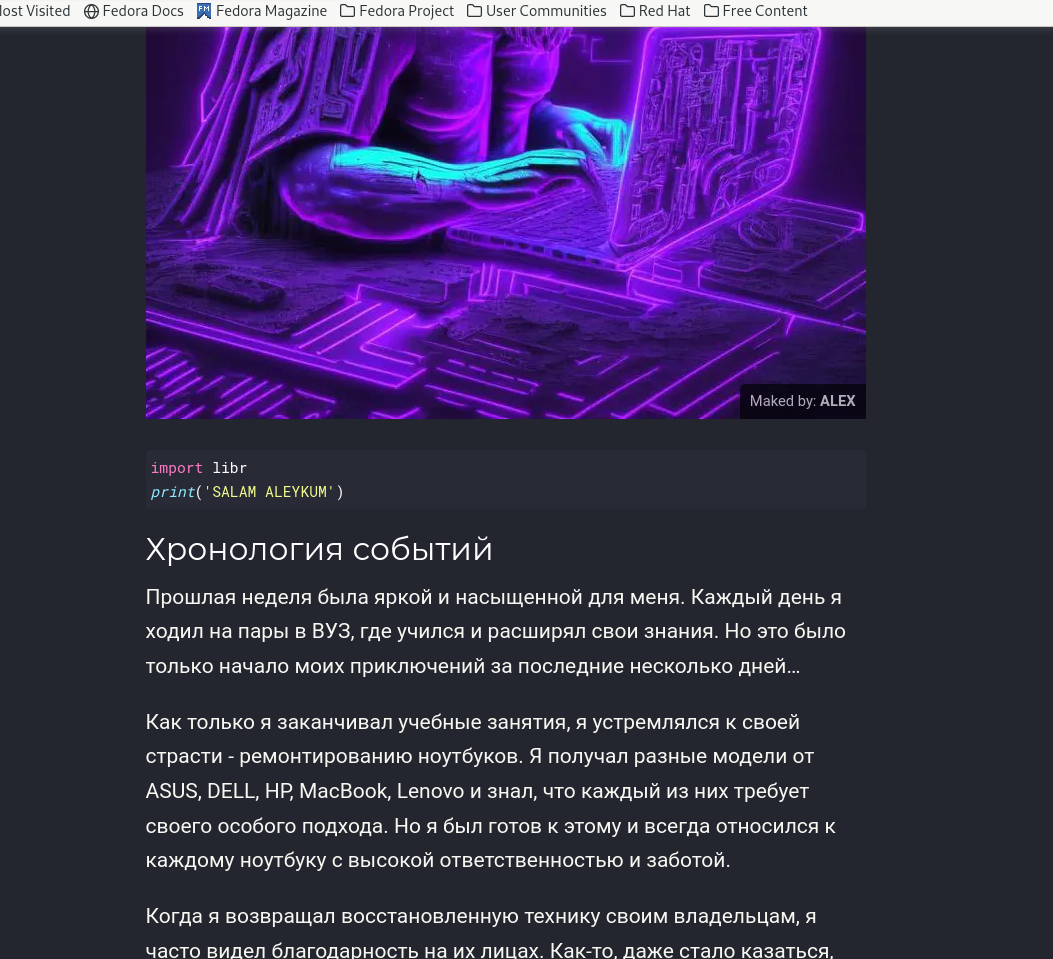 Fedora Docs Fedora Magazine Fedora Project User Communities Red Hat Free Content
Maked by: ALEX
import libr
print('SALAM ALEYKUM')
Хронология событий
Прошлая неделя была яркой и насыщенной для меня. Каждый день я
ходил на пары в ВУЗ, где учился и расширял свои знания. Но это было
только начало моих приключений за последние несколько дней…
Как только я заканчивал учебные занятия, я устремлялся к своей
страсти - ремонтированию ноутбуков. Я получал разные модели от
ASUS, DELL, HP, MacBook, Lenovo и знал, что каждый из них требует
своего особого подхода. Но я был готов к этому и всегда относился к
каждому ноутбуку с высокой ответственностью и заботой.
Когда я возвращал восстановленную технику своим владельцам, я
часто видел благодарность на их лицах. Как-то, даже стало казаться,